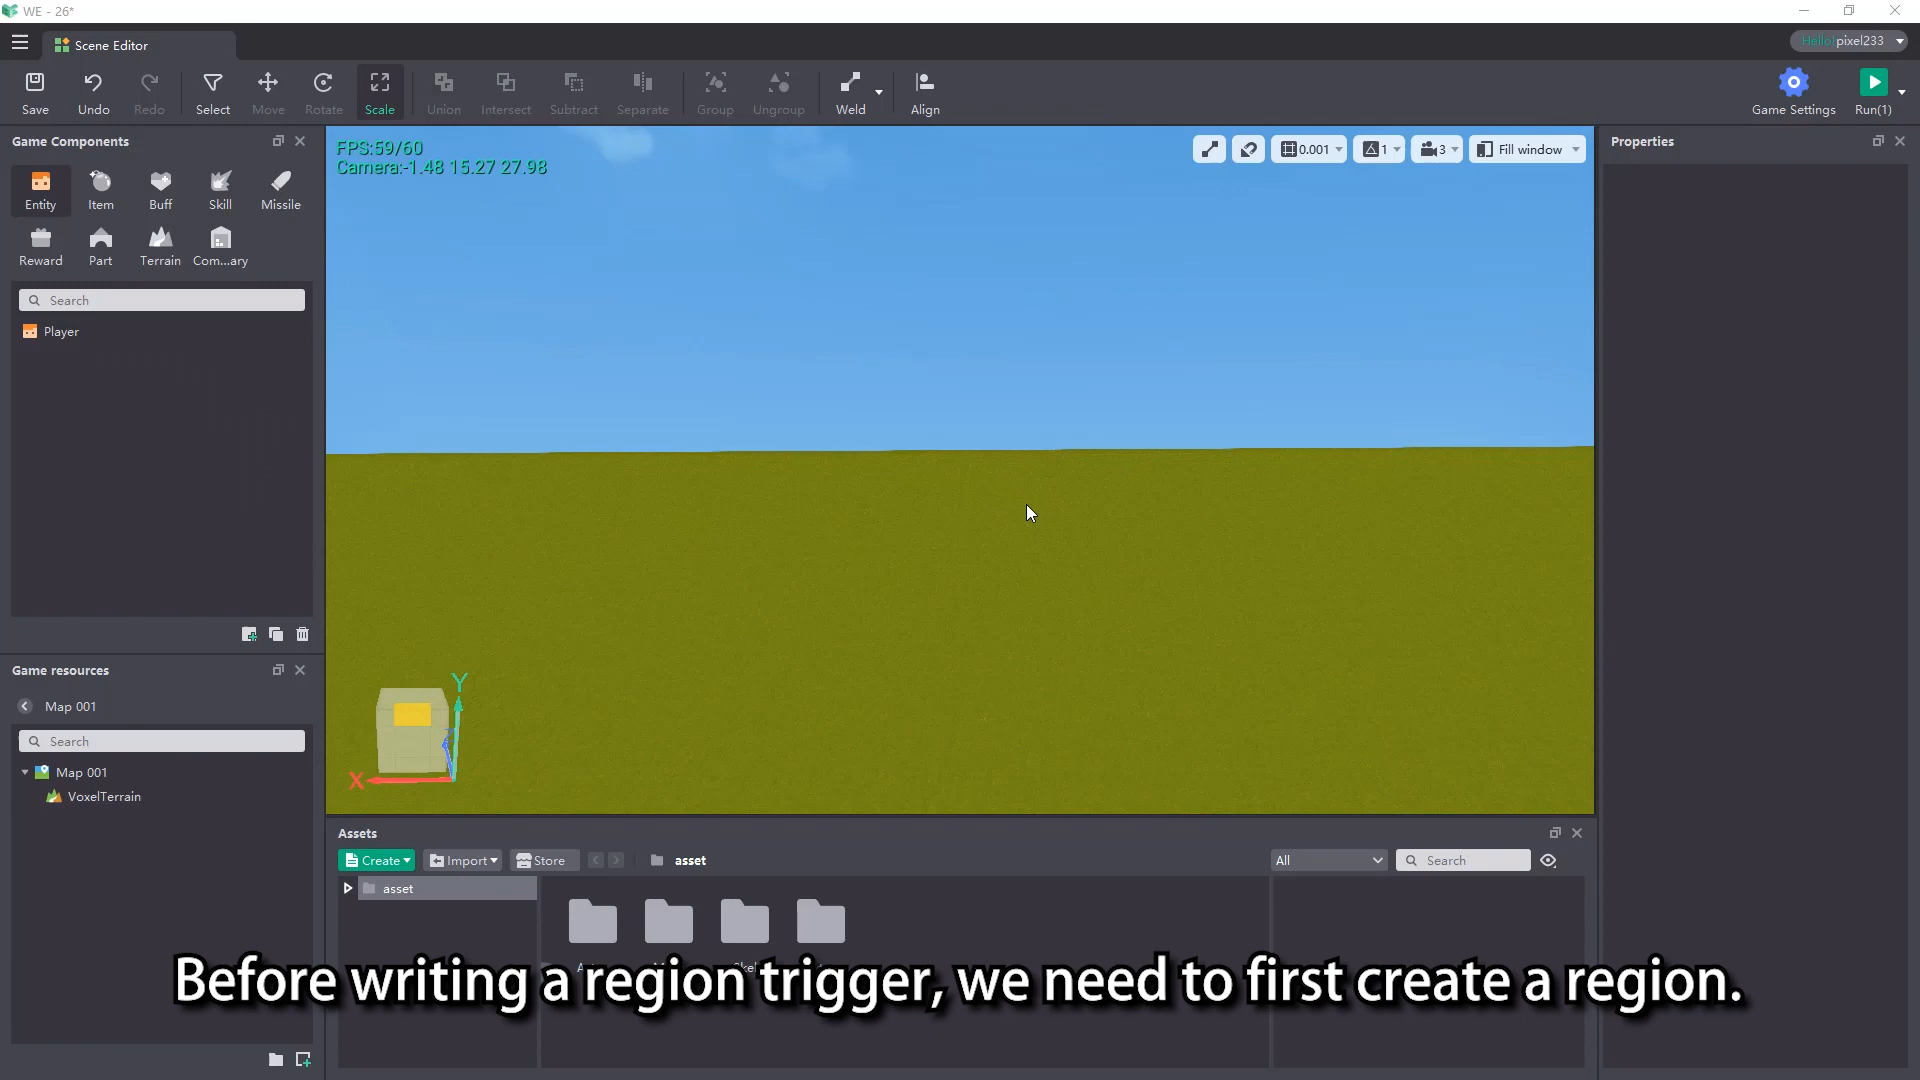 WE - 26*
Scene Editor
Hello! pixel233
Save
Undo
Redo
Select
Move
Rotate
Scale
Union
Intersect
Subtract
Separate
Group
Ungroup
Weld
Align
Game Settings
Run(1)
Game Components
Entity
Item
Buff
Skill
Missile
Reward
Part
Terrain
Com...ary
Search
Player
FPS:59/60
Camera:-1.48 15.27 27.98
0.001
1
3
Fill window
Y
X
Properties
Game resources
Map 001
Search
Map 001
VoxelTerrain
Assets
Create
Import
Store
asset
All
Search
asset
Before writing a region trigger, we need to first create a region.